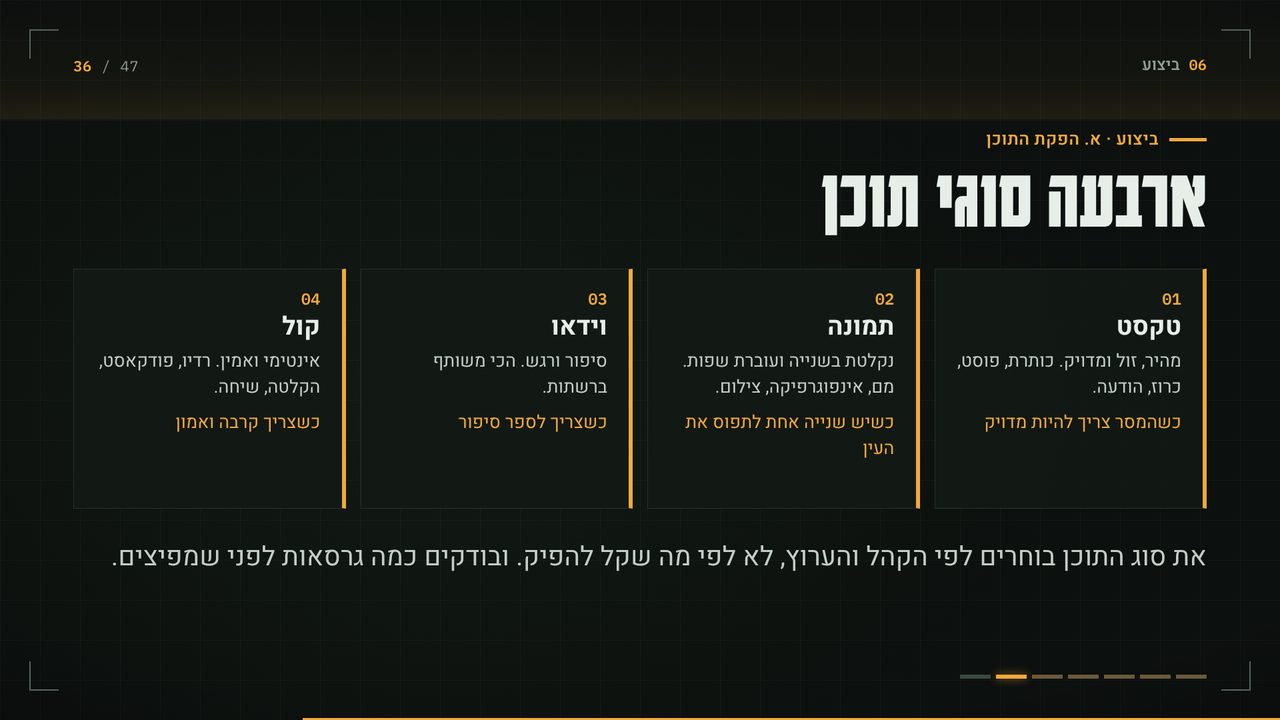 06 ביצוע
36 / 47
ביצוע · א. הפקת התוכן
ארבעה סוגי תוכן
01
טקסט
מהיר, זול ומדויק. כותרת, פוסט,
כרוז, הודעה.
כשהמסר צריך להיות מדויק
02
תמונה
נקלטת בשנייה ועוברת שפות.
מם, אינפוגרפיקה, צילום.
כשיש שנייה אחת לתפוס את
העין
03
וידאו
סיפור ורגש. הכי משותף
ברשתות.
כשצריך לספר סיפור
04
קול
אינטימי ואמין. רדיו, פודקאסט,
הקלטה, שיחה.
כשצריך קרבה ואמון
את סוג התוכן בוחרים לפי הקהל והערוץ, לא לפי מה שקל להפיק. ובודקים כמה גרסאות לפני שמפיצים.